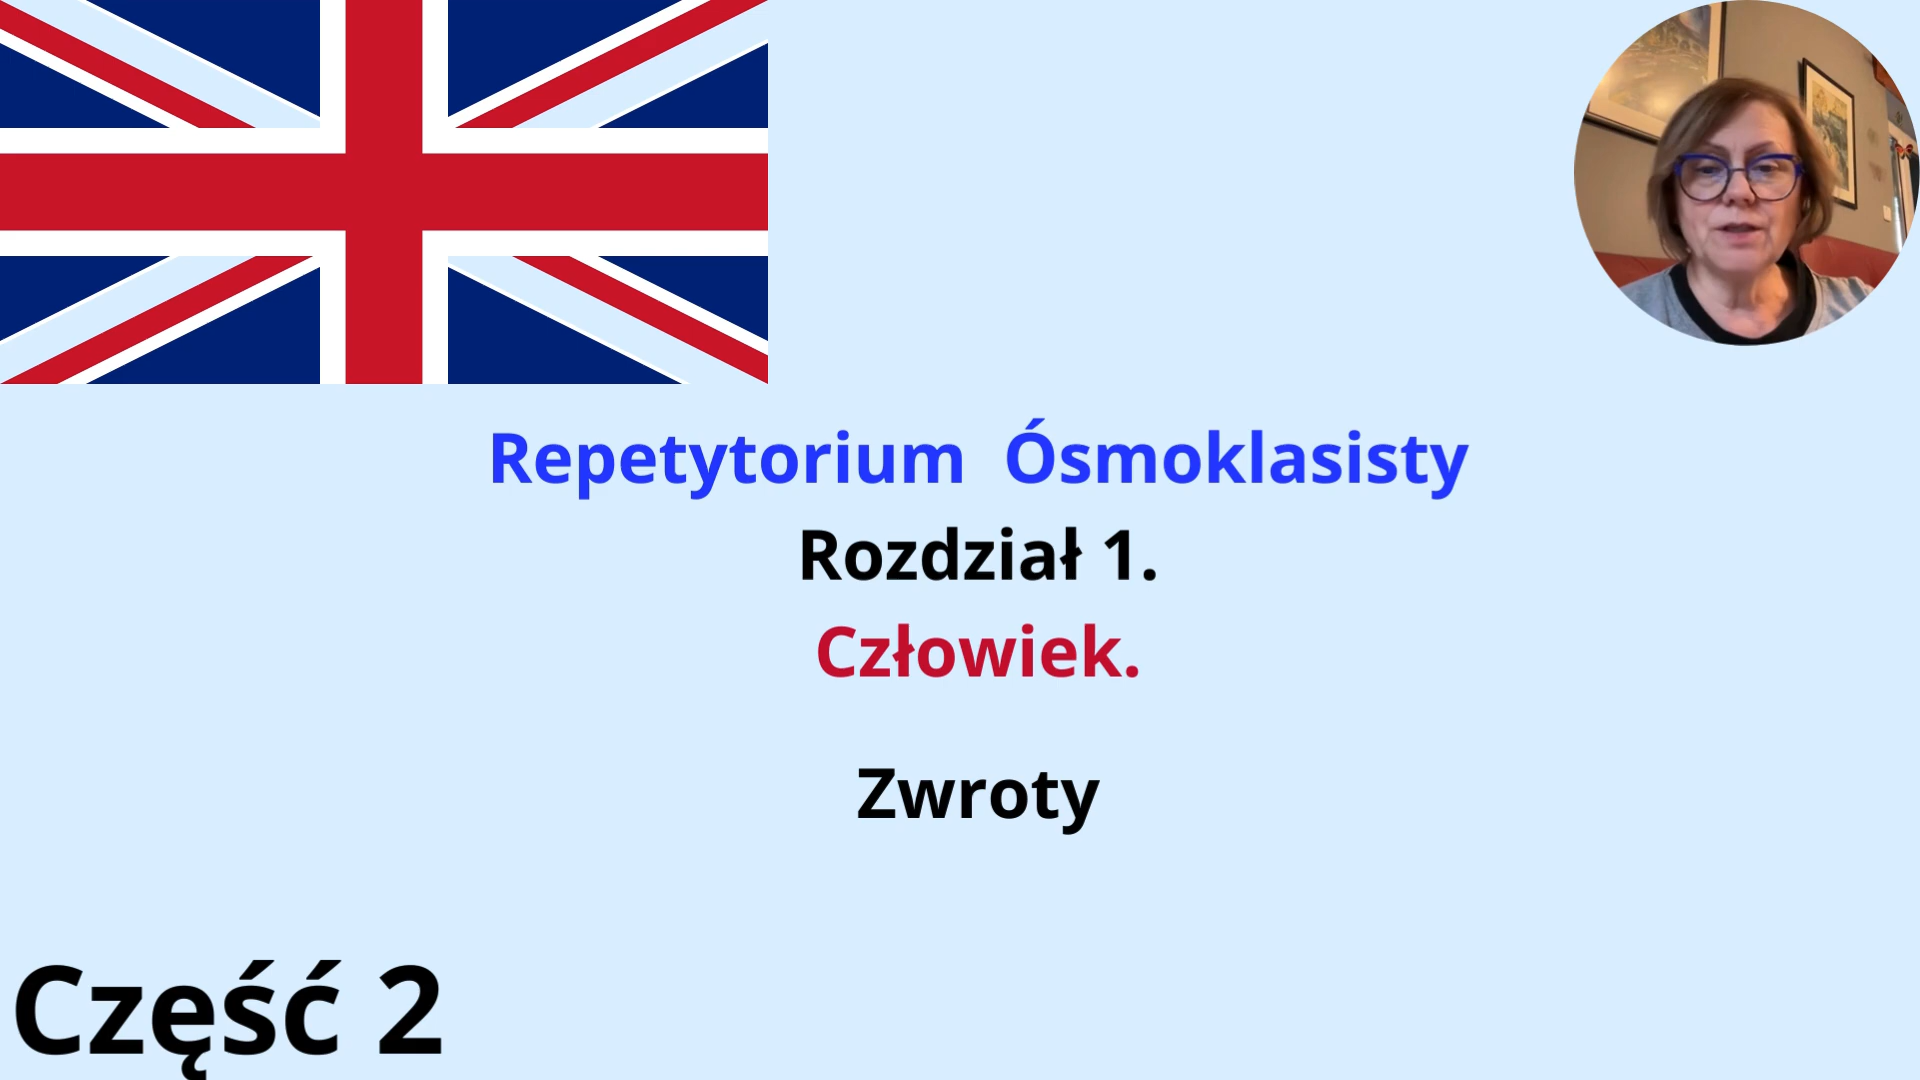 Repetytorium Ósmoklasisty
Rozdział 1.
Człowiek.
Zwroty
Część 2